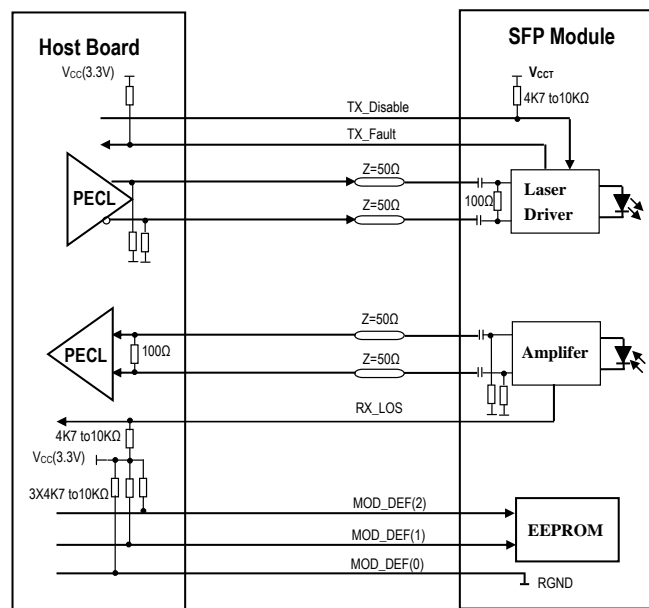 Host Board
SFP Module
VCC(3.3V)
VCCT
4K7 to10KΩ
TX_Disable
TX_Fault
PECL
Z=50Ω
Z=50Ω
100Ω
Laser
Driver
PECL
100Ω
Z=50Ω
Z=50Ω
Amplifer
RX_LOS
4K7 to10KΩ
VCC(3.3V)
3X4K7 to10KΩ
MOD_DEF(2)
MOD_DEF(1)
MOD_DEF(0)
EEPROM
RGND